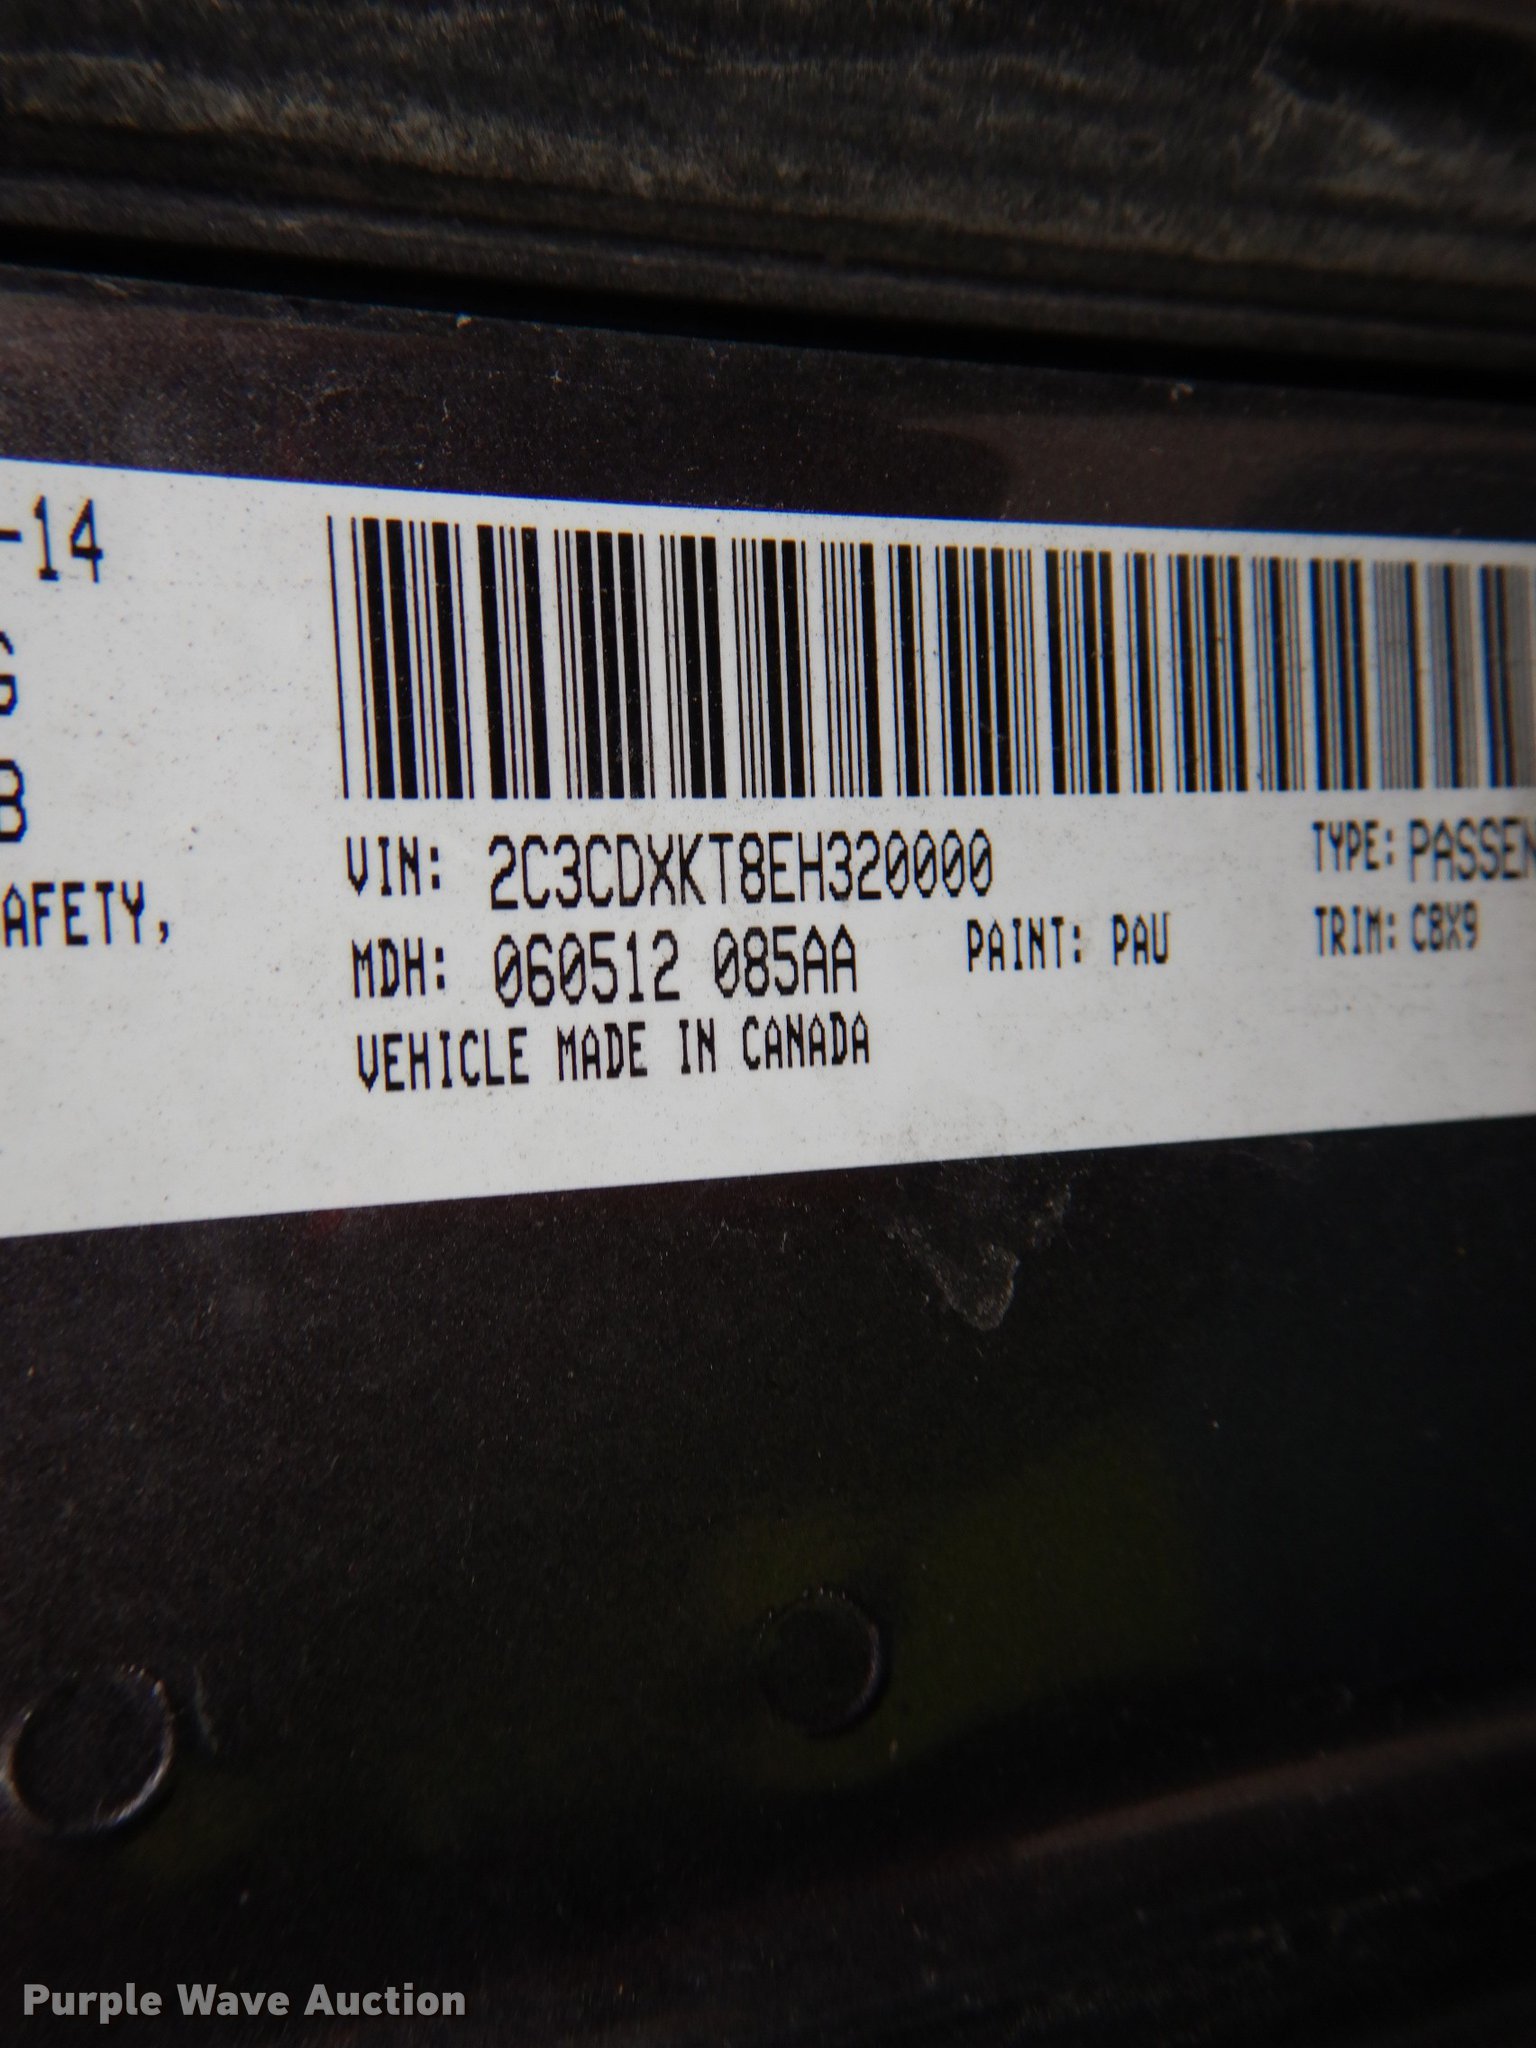 -14
G
B
AFETY,
VIN: 2C3CDXKT8EH320000
TYPE: PASSEN
MDH: 060512 085AA
PAINT: PAU
TRIM: C8X9
VEHICLE MADE IN CANADA
Purple Wave Auction